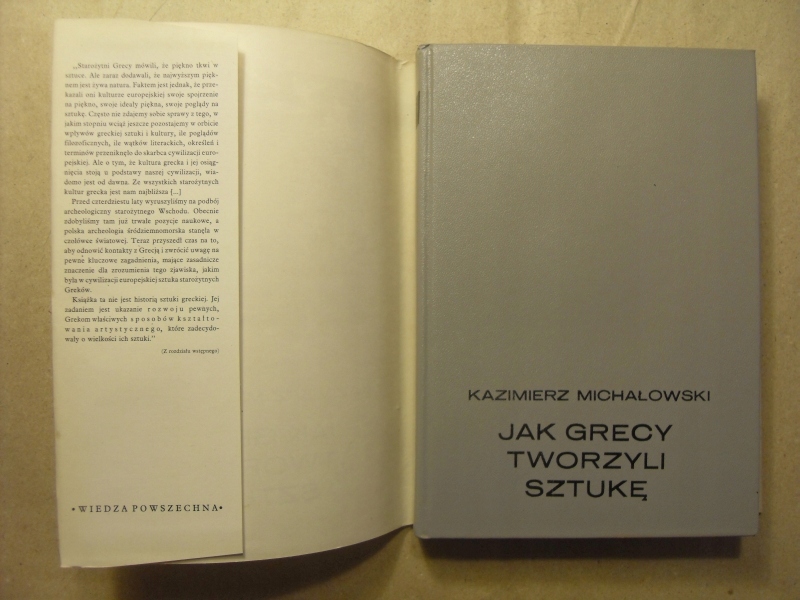 „Starożytni Grecy mówili, że piękno tkwi w
sztuce. Ale zaraz dodawali, że najwyższym pięk-
nem jest żywa natura. Faktem jest jednak, że prze-
kazali oni kulturze europejskiej swoje spojrzenie
na piękno, swoje ideały piękna, swoje poglądy na
sztukę. Często nie zdajemy sobie sprawy z tego, w
jakim stopniu wciąż jeszcze pozostajemy w orbicie
wpływów greckiej sztuki i kultury, ile poglądów
filozoficznych, ile wątków literackich, określeń i
terminów przeniknęło do skarbca cywilizacji euro-
pejskiej. Ale o tym, że kultura grecka i jej osiąg-
nięcia stoją u podstawy naszej cywilizacji, wia-
domo jest od dawna. Ze wszystkich starożytnych
kultur grecka jest nam najbliższa [...]
Przed czterdziestu laty wyruszyliśmy na podbój
archeologiczny starożytnego Wschodu. Obecnie
zdobyliśmy tam już trwałe pozycje naukowe, a
polska archeologia śródziemnomorska stanęła w
czołówce światowej. Teraz przyszedł czas na to,
aby odnowić kontakty z Grecją i zwrócić uwagę na
pewne kluczowe zagadnienia, mające zasadnicze
znaczenie dla zrozumienia tego zjawiska, jakim
była w cywilizacji europejskiej sztuka starożytnych
Greków.
Książka ta nie jest historią sztuki greckiej. Jej
zadaniem jest ukazanie rozwoju pewnych,
Grekom właściwych sposobów kształto-
wania artystycznego, które zadecydo-
wały o wielkości ich sztuki."
(Z rozdziału wstępnego)
•WIEDZA POWSZECHNA•
KAZIMIERZ MICHAŁOWSKI
JAK GRECY
TWORZYLI
SZTUKĘ